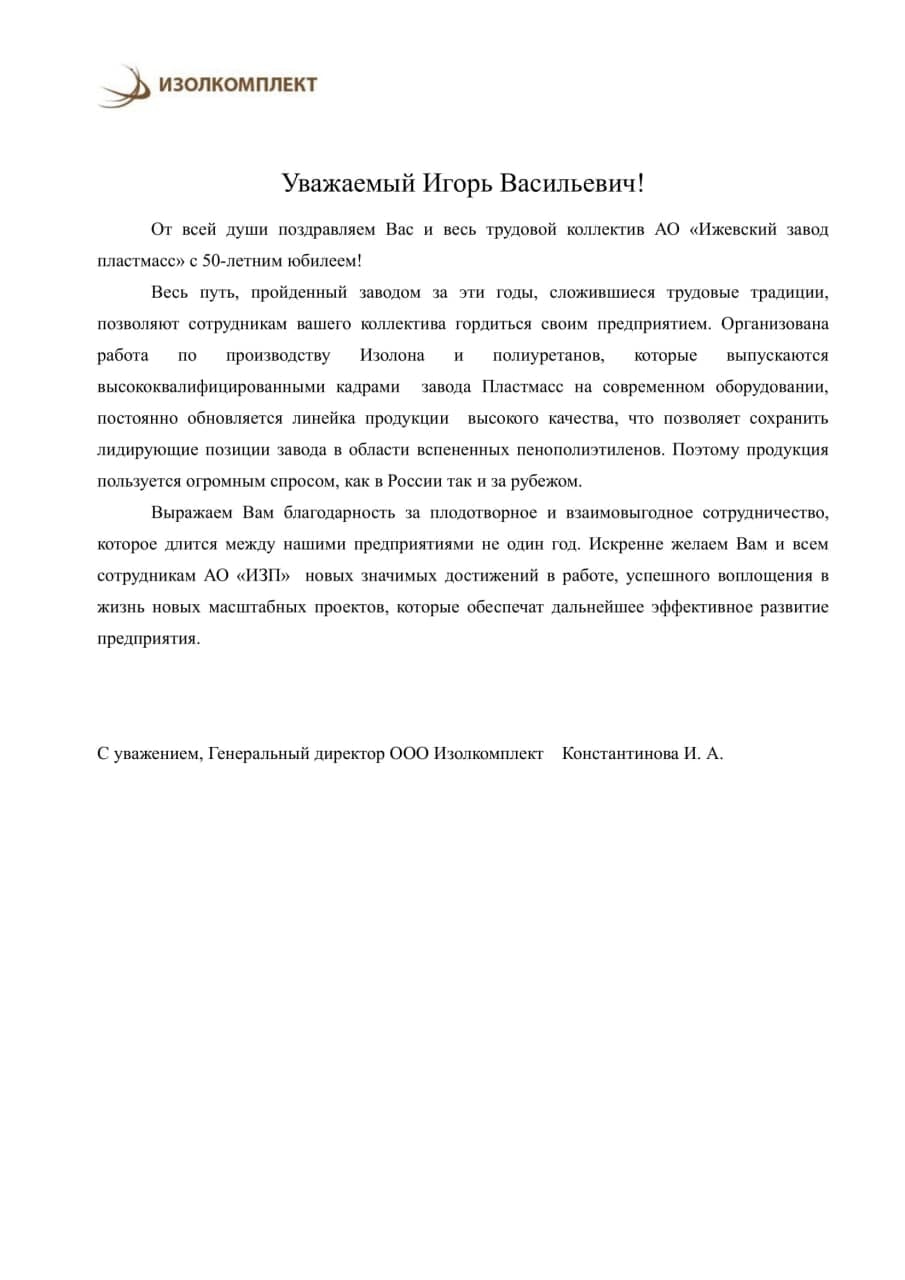 ИЗОЛКОМПЛЕКТ
Уважаемый Игорь Васильевич!
От всей души поздравляем Вас и весь трудовой коллектив АО «Ижевский завод
пластмасс» с 50-летним юбилеем!
Весь путь, пройденный заводом за эти годы, сложившиеся трудовые традиции,
позволяют сотрудникам вашего коллектива гордиться своим предприятием. Организована
работа по производству Изолона и полиуретанов, которые выпускаются
высококвалифицированными кадрами завода Пластмасс на современном оборудовании,
постоянно обновляется линейка продукции высокого качества, что позволяет сохранить
лидирующие позиции завода в области вспененных пенополиэтиленов. Поэтому продукция
пользуется огромным спросом, как в России так и за рубежом.
Выражаем Вам благодарность за плодотворное и взаимовыгодное сотрудничество,
которое длится между нашими предприятиями не один год. Искренне желаем Вам и всем
сотрудникам АО «ИЗП» новых значимых достижений в работе, успешного воплощения в
жизнь новых масштабных проектов, которые обеспечат дальнейшее эффективное развитие
предприятия.
С уважением, Генеральный директор ООО Изолкомплект Константинова И. А.